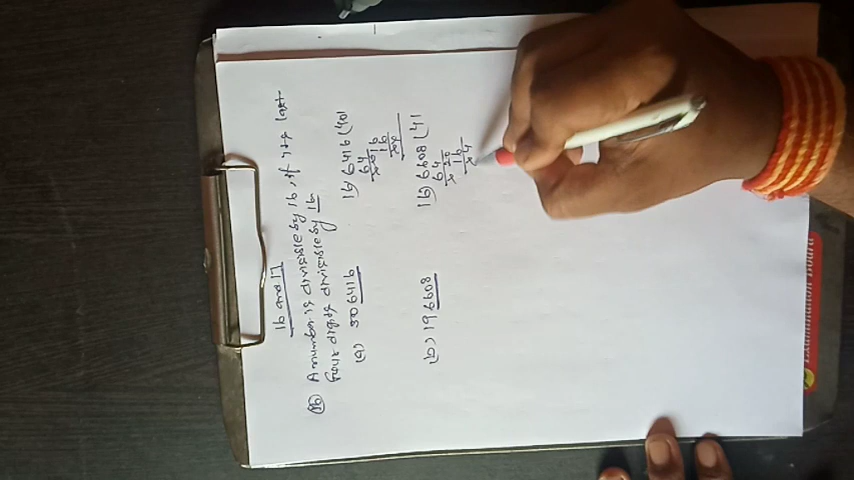 16 and 17
(16) A number is divisible by 16, if the last
four digits divisible by 16
(a) 306416 16) 6416 (401
64
16
16
(b) 196608 16) 6608 (41
64
20
16
4